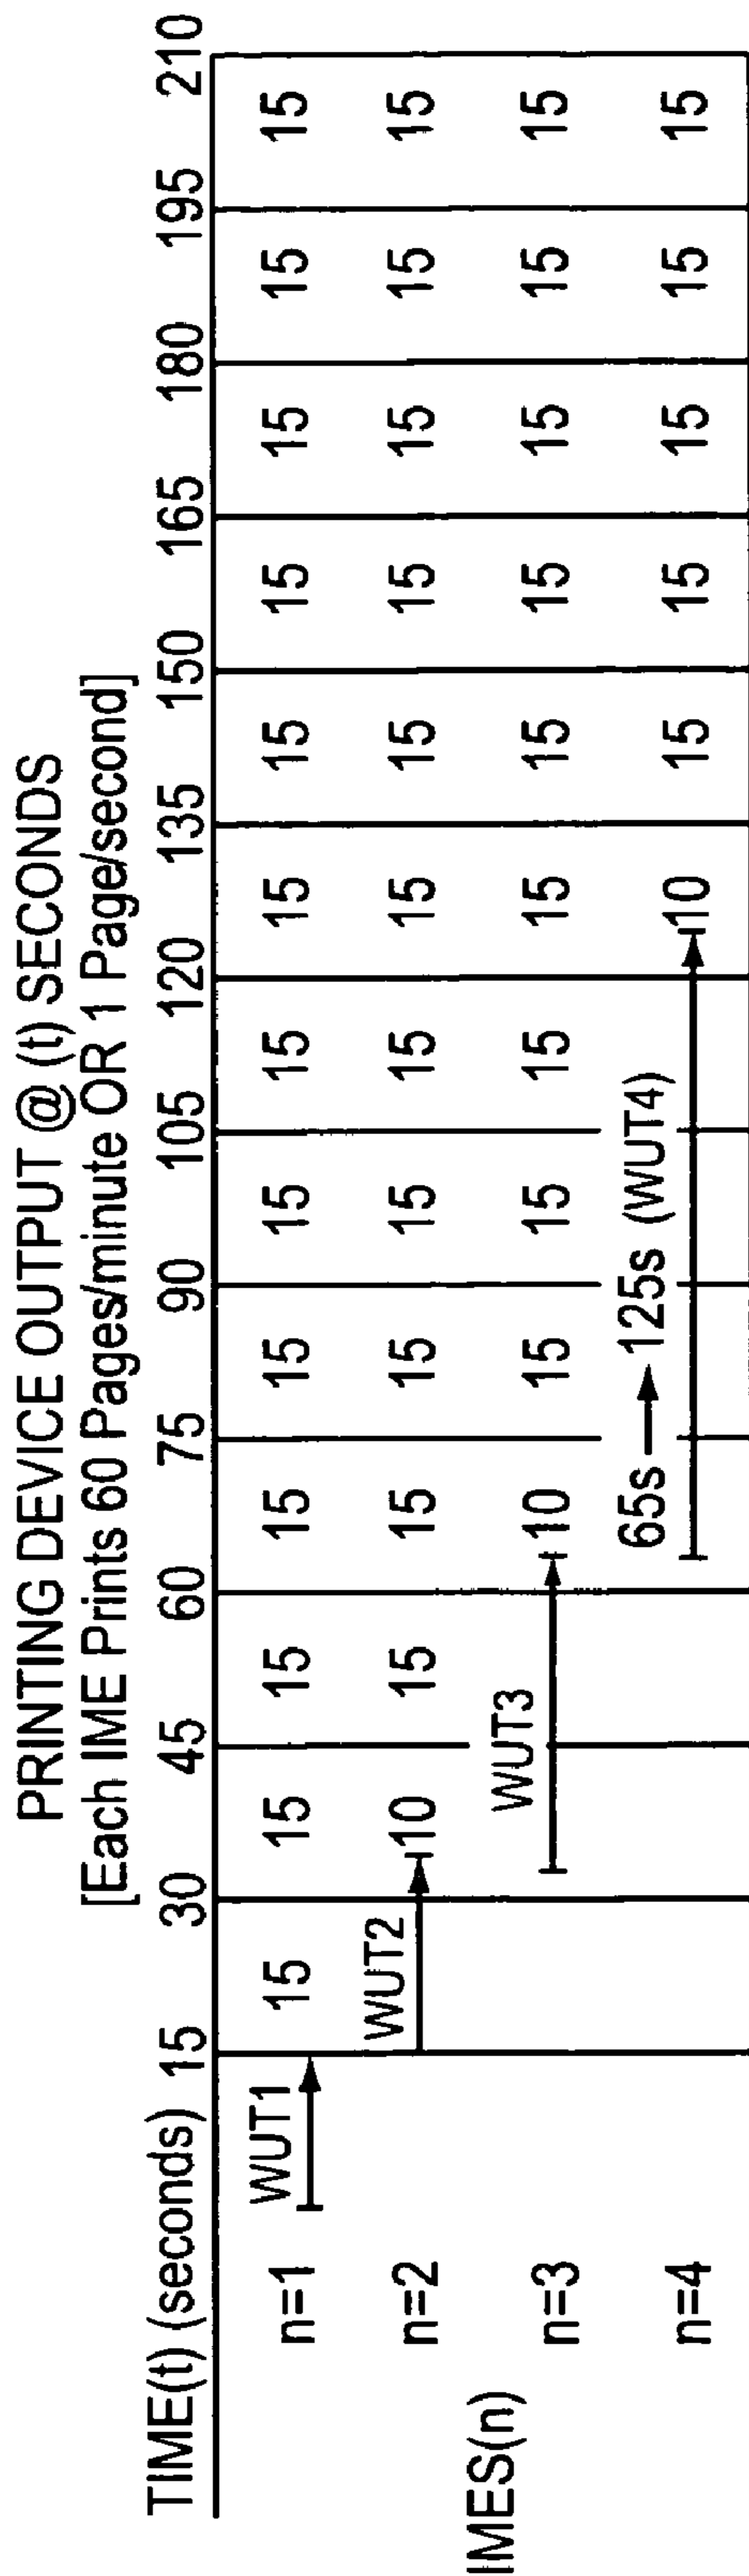 PRINTING DEVICE OUTPUT @ (t) SECONDS
[Each IME Prints 60 Pages/minute OR 1 Page/second]
TIME(t) (seconds) 15 30 45 60 75 90 105 120 135 150 165 180 195 210
n=1 WUT1 15 15 15 15 15 15 15 15 15 15 15 15 15
n=2 WUT2 10 15 15 15 15 15 15 15 15 15 15 15
IMES(n)
n=3 WUT3 10 15 15 15 15 15 15 15 15 15
65s 125s (WUT4)
n=4 10 15 15 15 15 15